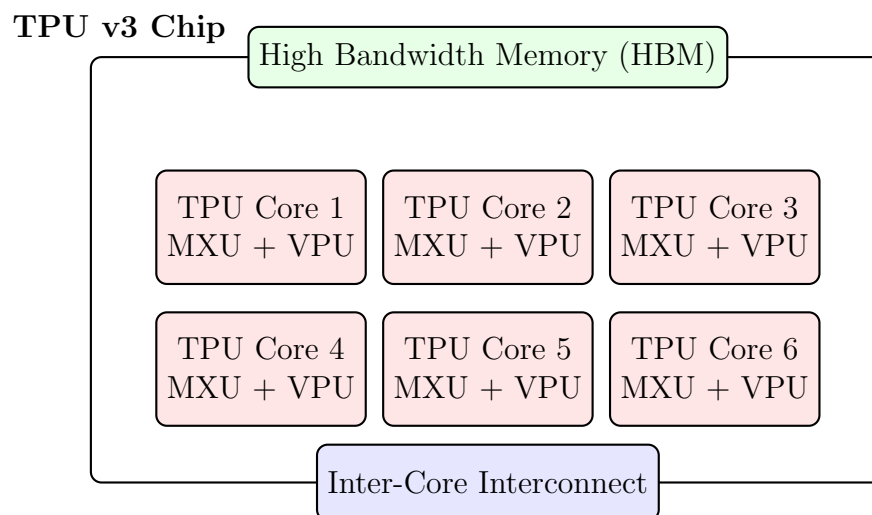 TPU v3 Chip
High Bandwidth Memory (HBM)
TPU Core 1
MXU + VPU
TPU Core 2
MXU + VPU
TPU Core 3
MXU + VPU
TPU Core 4
MXU + VPU
TPU Core 5
MXU + VPU
TPU Core 6
MXU + VPU
Inter-Core Interconnect